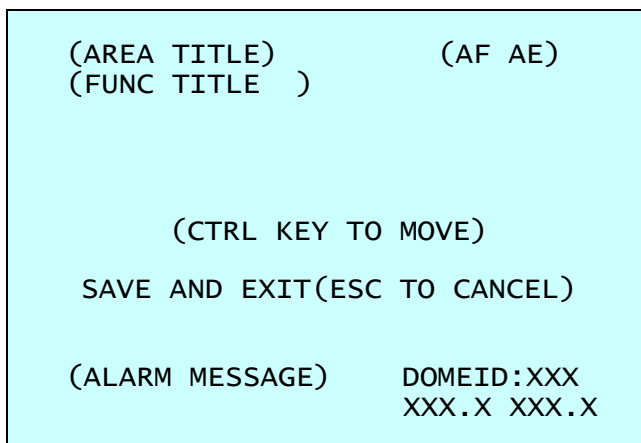 (AREA TITLE) (AF AE)
(FUNC TITLE )
(CTRL KEY TO MOVE)
SAVE AND EXIT(ESC TO CANCEL)
(ALARM MESSAGE) DOMEID:XXX
XXX.X XXX.X